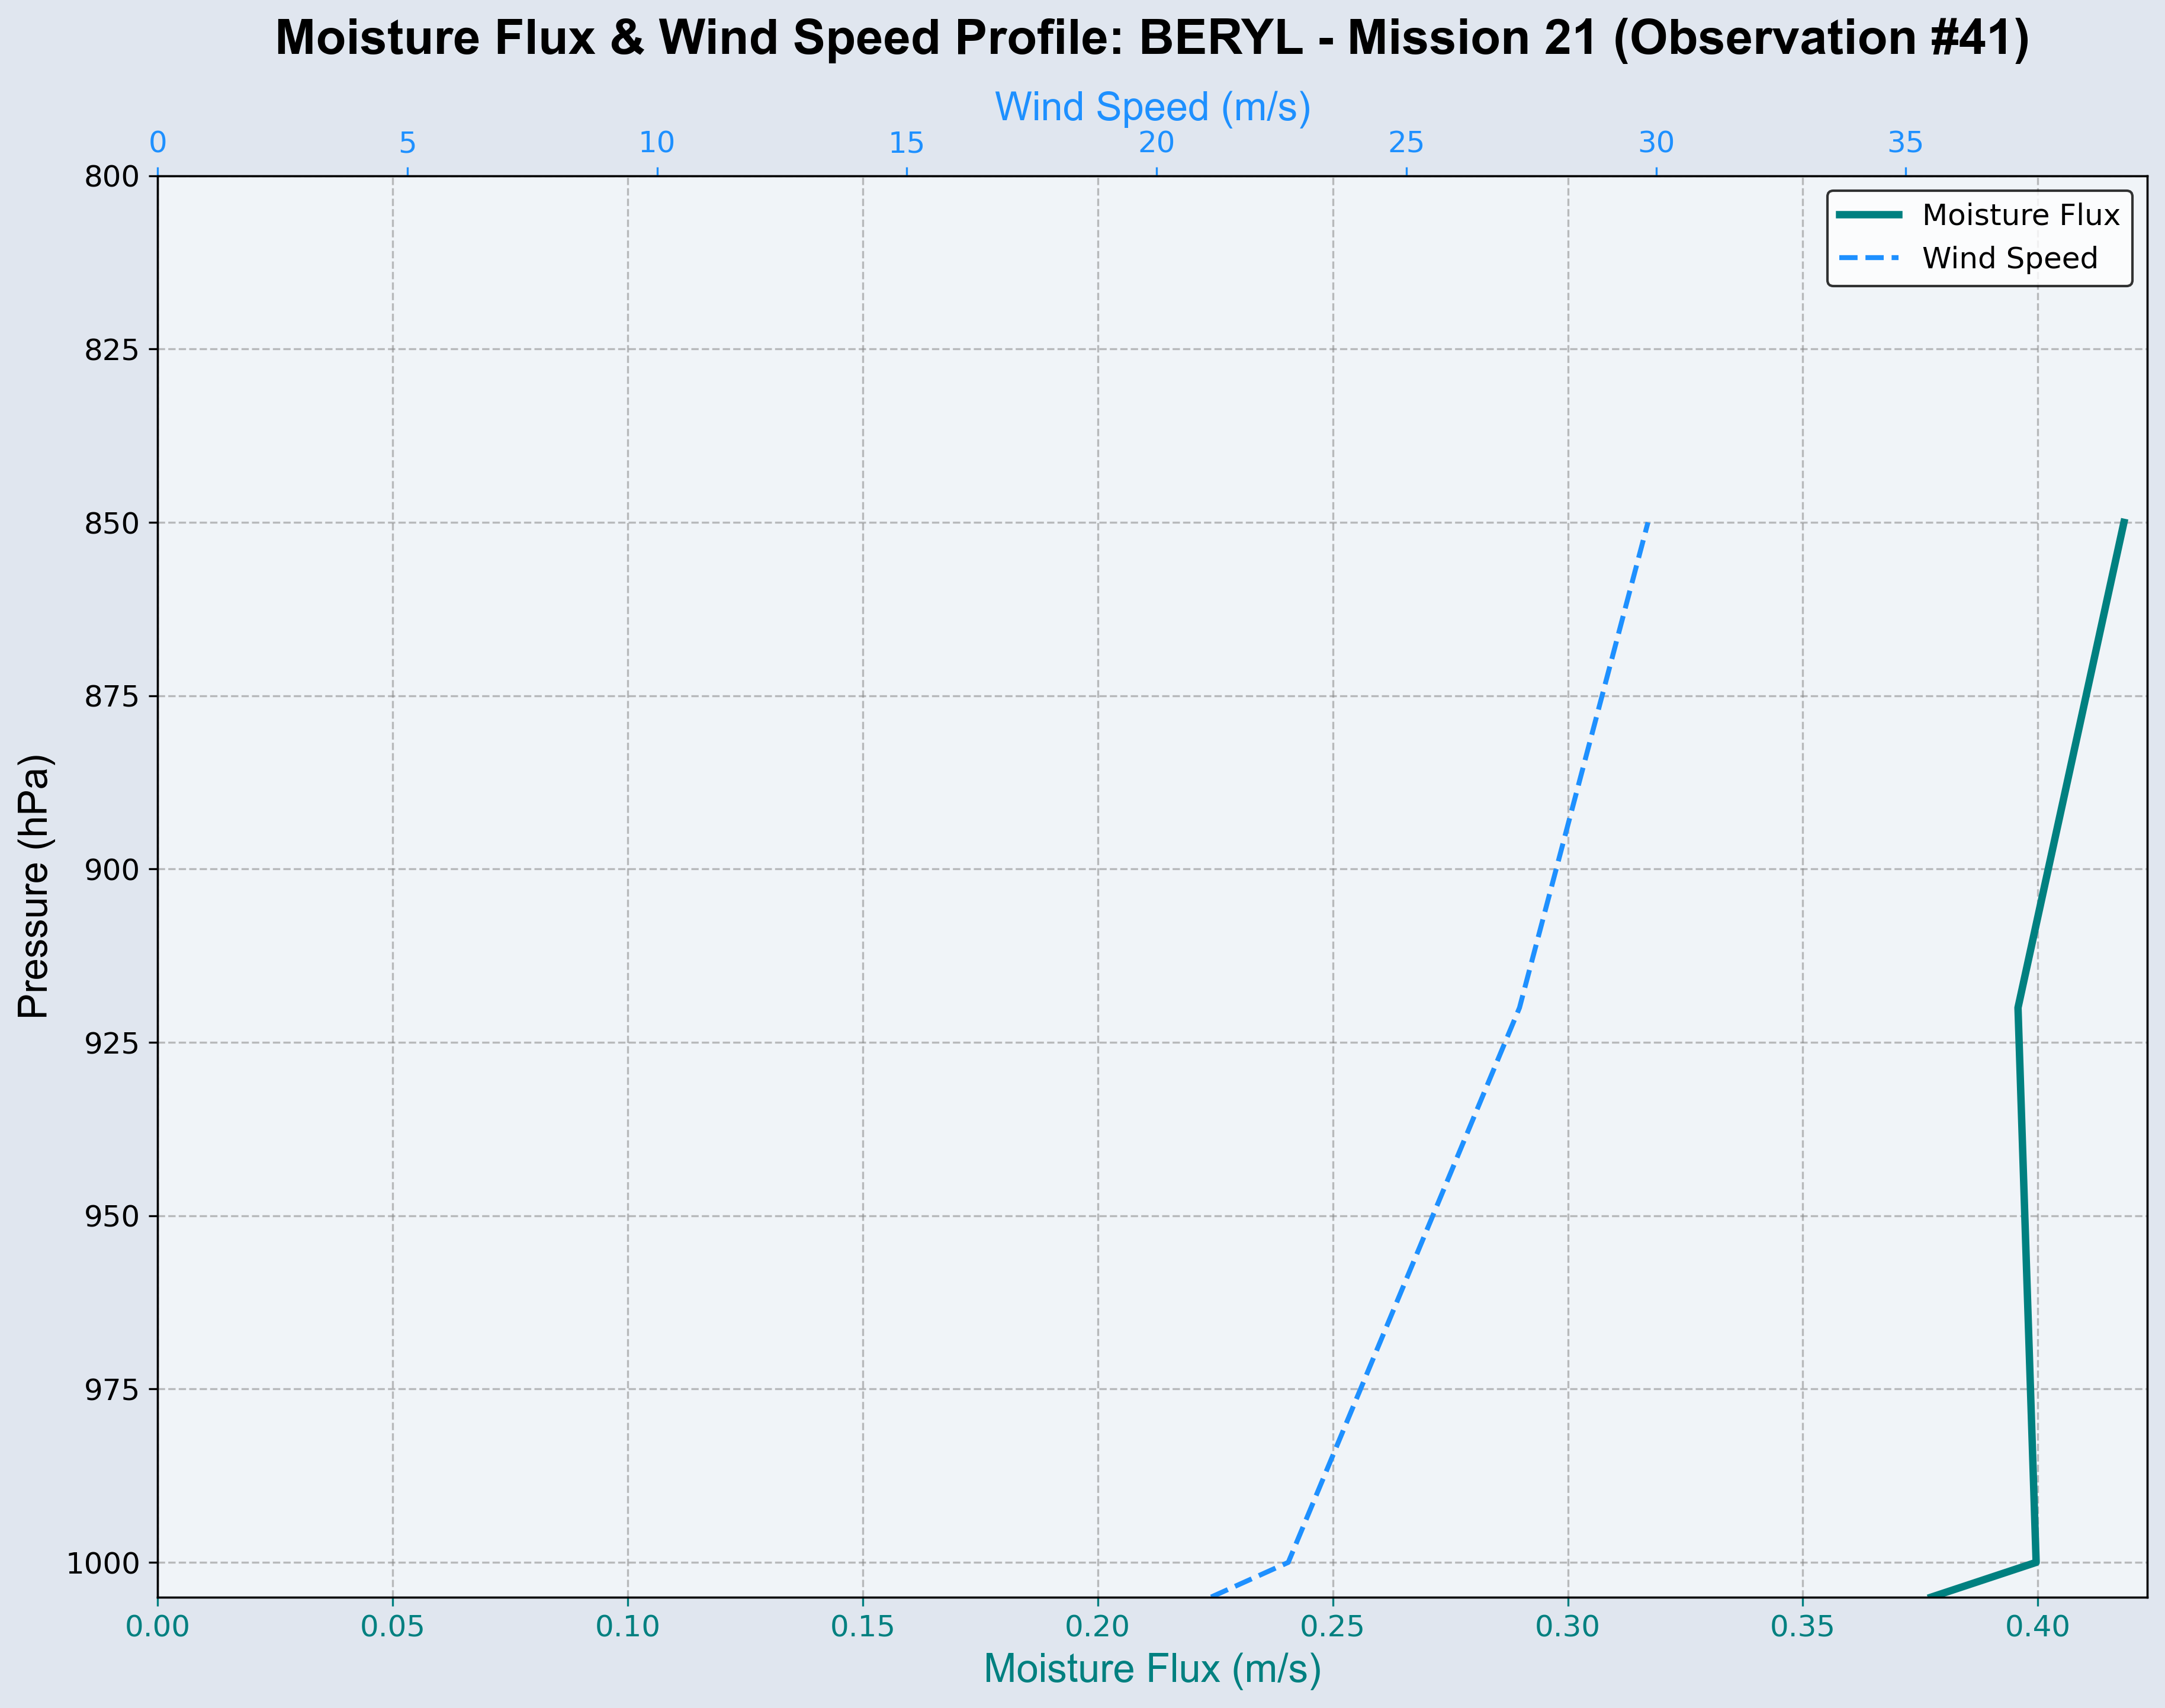 Moisture Flux & Wind Speed Profile: BERYL - Mission 21 (Observation #41)
Wind Speed (m/s)
0 5 10 15 20 25 30 35
Moisture Flux
Wind Speed
800
825
850
875
900
925
950
975
1000
Pressure (hPa)
0.00 0.05 0.10 0.15 0.20 0.25 0.30 0.35 0.40
Moisture Flux (m/s)